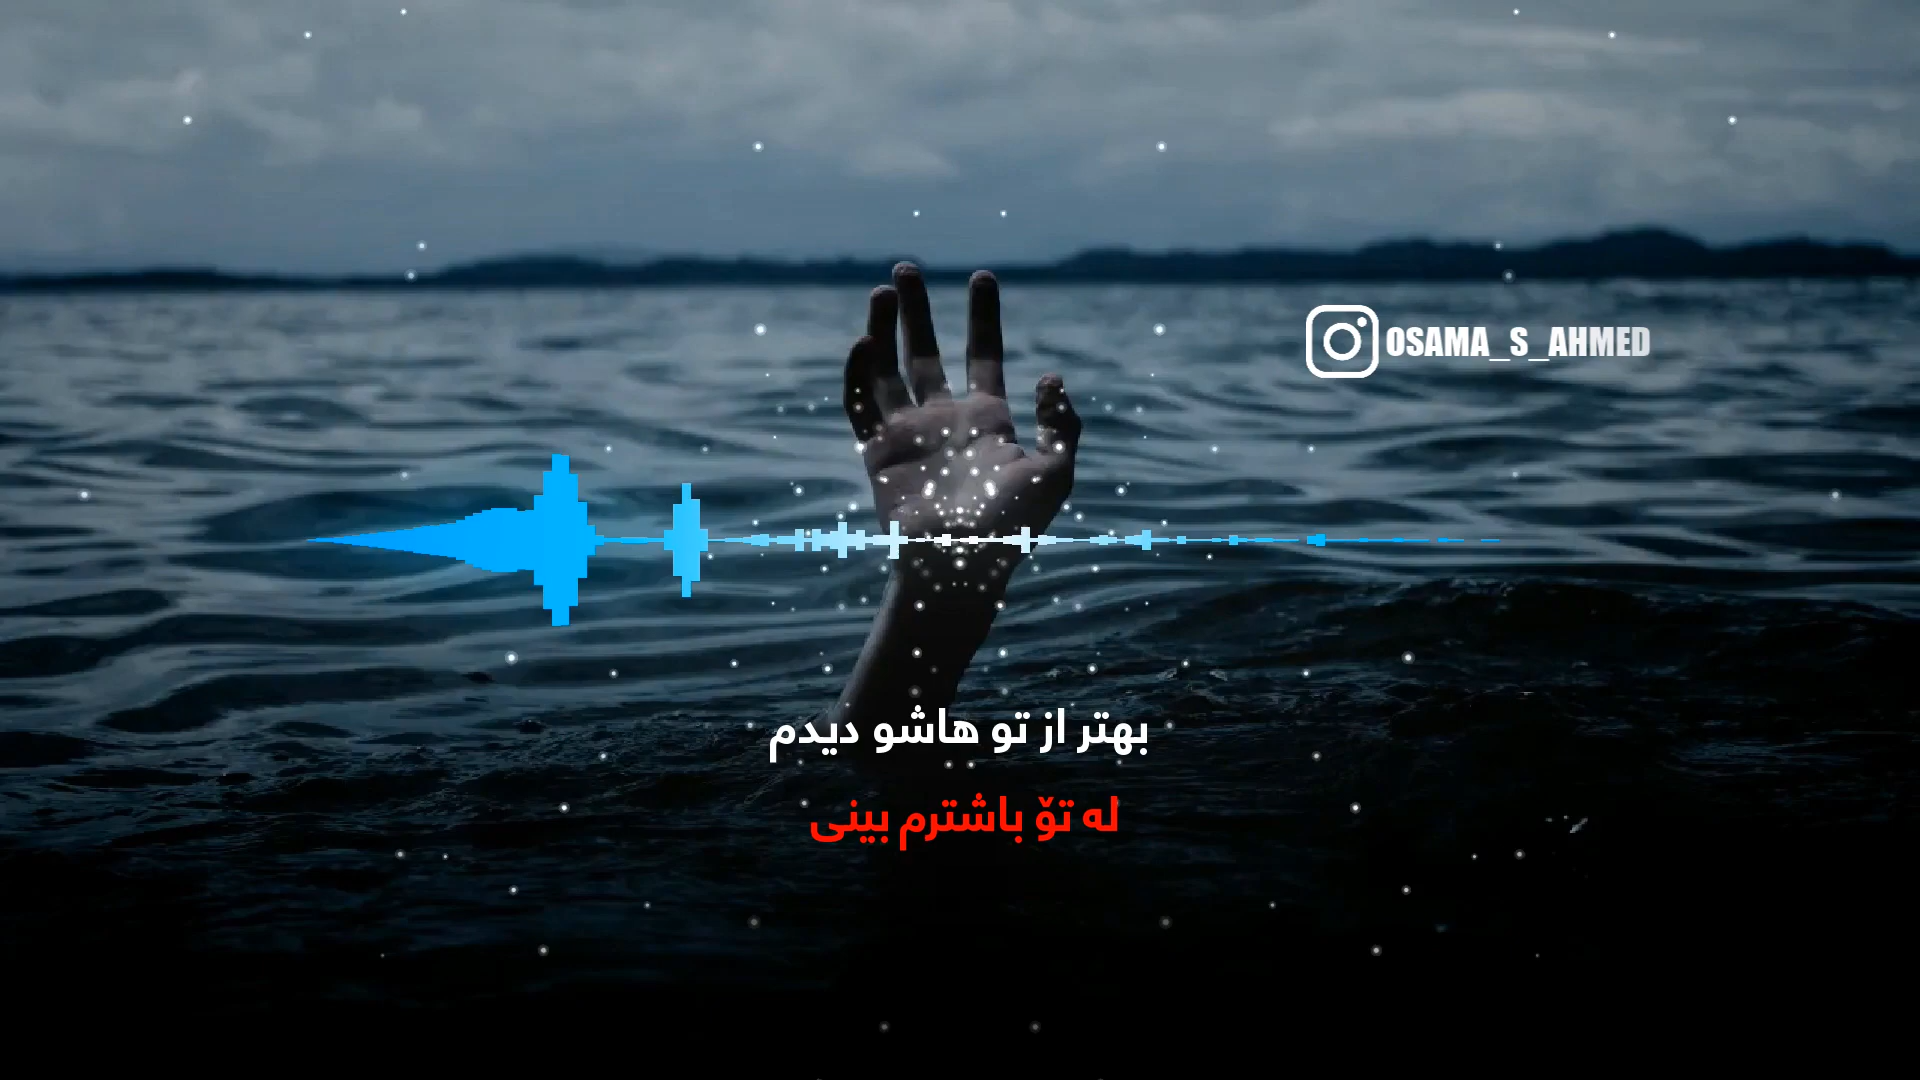 OSAMA_S_AHMED
بهتر از تو هاشو دیدم
لە تۆ باشترم بینی